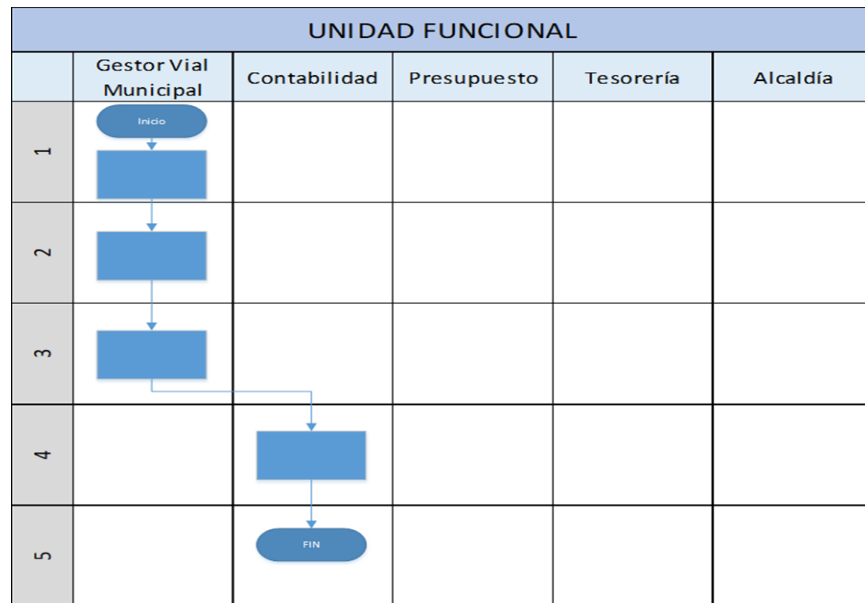 UNIDAD FUNCIONAL
Gestor Vial
Municipal
Contabilidad
Presupuesto
Tesorería
Alcaldía
Inicio
1
2
3
4
5
FIN